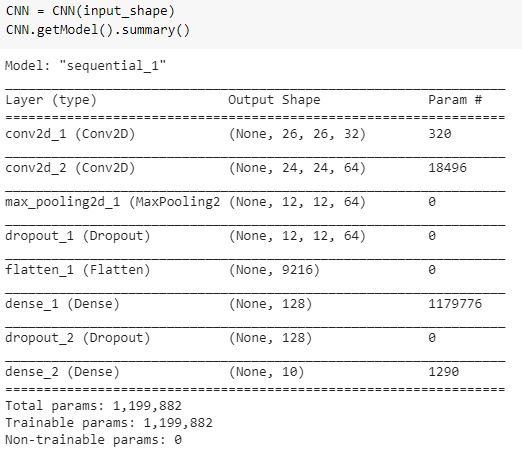 CNN = CNN(input_shape)
CNN.getModel().summary()
Model: "sequential_1"
_________________________________________________________________
Layer (type)                 Output Shape              Param #
=================================================================
conv2d_1 (Conv2D)            (None, 26, 26, 32)        320
_________________________________________________________________
conv2d_2 (Conv2D)            (None, 24, 24, 64)        18496
_________________________________________________________________
max_pooling2d_1 (MaxPooling2 (None, 12, 12, 64)        0
_________________________________________________________________
dropout_1 (Dropout)          (None, 12, 12, 64)        0
_________________________________________________________________
flatten_1 (Flatten)          (None, 9216)              0
_________________________________________________________________
dense_1 (Dense)              (None, 128)               1179776
_________________________________________________________________
dropout_2 (Dropout)          (None, 128)               0
_________________________________________________________________
dense_2 (Dense)              (None, 10)                1290
=================================================================
Total params: 1,199,882
Trainable params: 1,199,882
Non-trainable params: 0